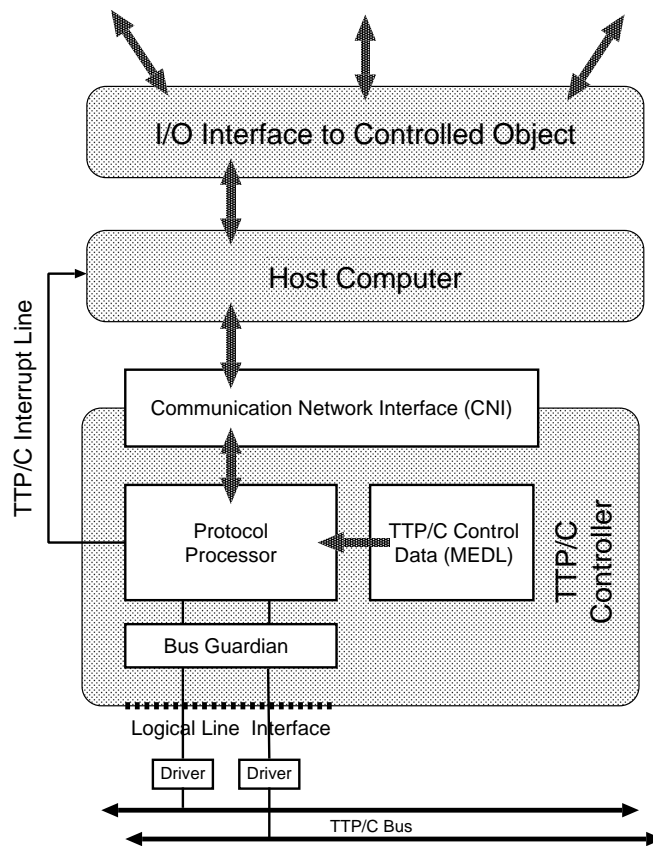 I/O Interface to Controlled Object
Host Computer
TTP/C Interrupt Line
Communication Network Interface (CNI)
Protocol
Processor
TTP/C Control
Data (MEDL)
TTP/C
Controller
Bus Guardian
Logical Line Interface
Driver
Driver
TTP/C Bus